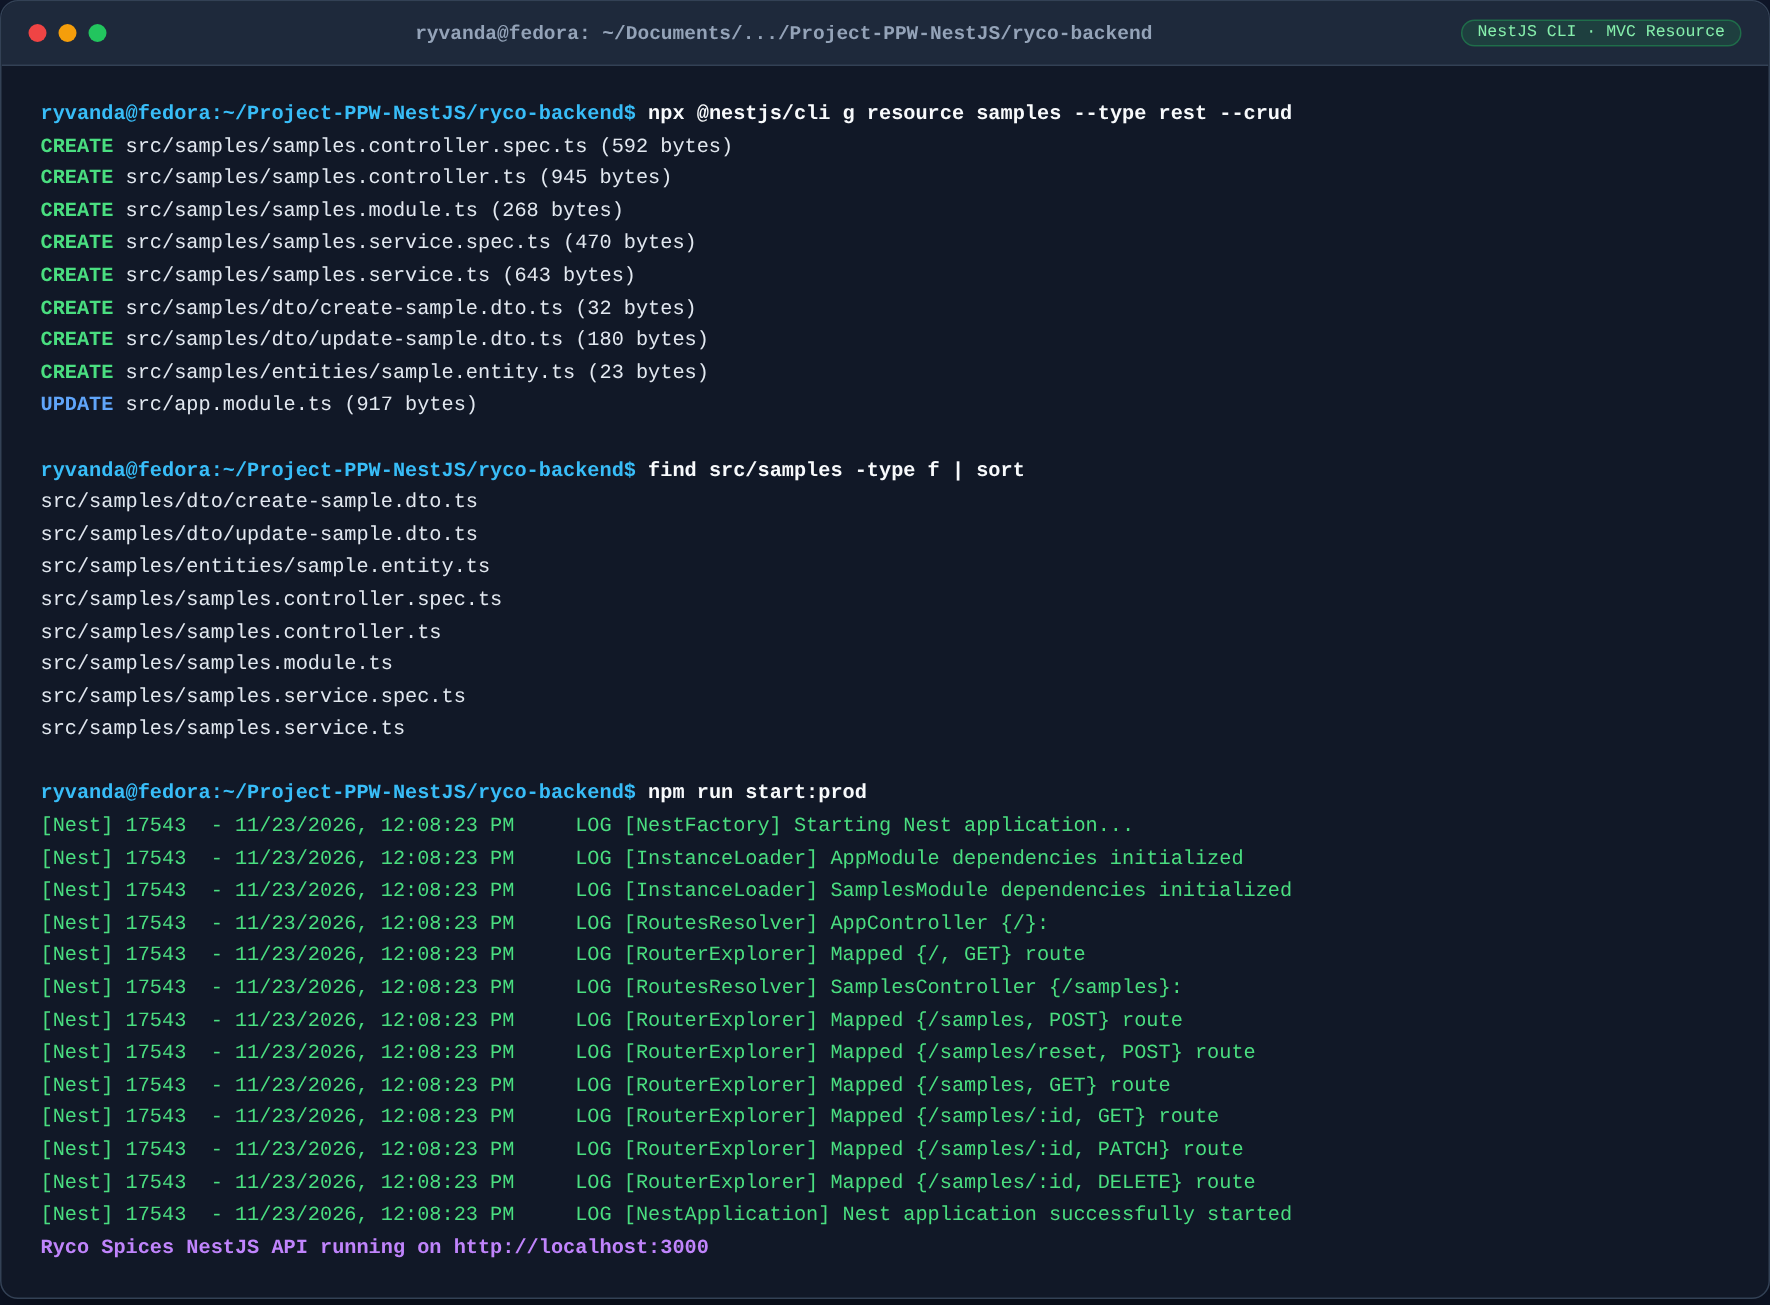 ryvanda@fedora: ~/Documents/.../Project-PPW-NestJS/ryco-backend
NestJS CLI · MVC Resource
ryvanda@fedora:~/Project-PPW-NestJS/ryco-backend$ npx @nestjs/cli g resource samples --type rest --crud
CREATE src/samples/samples.controller.spec.ts (592 bytes)
CREATE src/samples/samples.controller.ts (945 bytes)
CREATE src/samples/samples.module.ts (268 bytes)
CREATE src/samples/samples.service.spec.ts (470 bytes)
CREATE src/samples/samples.service.ts (643 bytes)
CREATE src/samples/dto/create-sample.dto.ts (32 bytes)
CREATE src/samples/dto/update-sample.dto.ts (180 bytes)
CREATE src/samples/entities/sample.entity.ts (23 bytes)
UPDATE src/app.module.ts (917 bytes)
ryvanda@fedora:~/Project-PPW-NestJS/ryco-backend$ find src/samples -type f | sort
src/samples/dto/create-sample.dto.ts
src/samples/dto/update-sample.dto.ts
src/samples/entities/sample.entity.ts
src/samples/samples.controller.spec.ts
src/samples/samples.controller.ts
src/samples/samples.module.ts
src/samples/samples.service.spec.ts
src/samples/samples.service.ts
ryvanda@fedora:~/Project-PPW-NestJS/ryco-backend$ npm run start:prod
[Nest] 17543  - 11/23/2026, 12:08:23 PM     LOG [NestFactory] Starting Nest application...
[Nest] 17543  - 11/23/2026, 12:08:23 PM     LOG [InstanceLoader] AppModule dependencies initialized
[Nest] 17543  - 11/23/2026, 12:08:23 PM     LOG [InstanceLoader] SamplesModule dependencies initialized
[Nest] 17543  - 11/23/2026, 12:08:23 PM     LOG [RoutesResolver] AppController {/}:
[Nest] 17543  - 11/23/2026, 12:08:23 PM     LOG [RouterExplorer] Mapped {/, GET} route
[Nest] 17543  - 11/23/2026, 12:08:23 PM     LOG [RoutesResolver] SamplesController {/samples}:
[Nest] 17543  - 11/23/2026, 12:08:23 PM     LOG [RouterExplorer] Mapped {/samples, POST} route
[Nest] 17543  - 11/23/2026, 12:08:23 PM     LOG [RouterExplorer] Mapped {/samples/reset, POST} route
[Nest] 17543  - 11/23/2026, 12:08:23 PM     LOG [RouterExplorer] Mapped {/samples, GET} route
[Nest] 17543  - 11/23/2026, 12:08:23 PM     LOG [RouterExplorer] Mapped {/samples/:id, GET} route
[Nest] 17543  - 11/23/2026, 12:08:23 PM     LOG [RouterExplorer] Mapped {/samples/:id, PATCH} route
[Nest] 17543  - 11/23/2026, 12:08:23 PM     LOG [RouterExplorer] Mapped {/samples/:id, DELETE} route
[Nest] 17543  - 11/23/2026, 12:08:23 PM     LOG [NestApplication] Nest application successfully started
Ryco Spices NestJS API running on http://localhost:3000